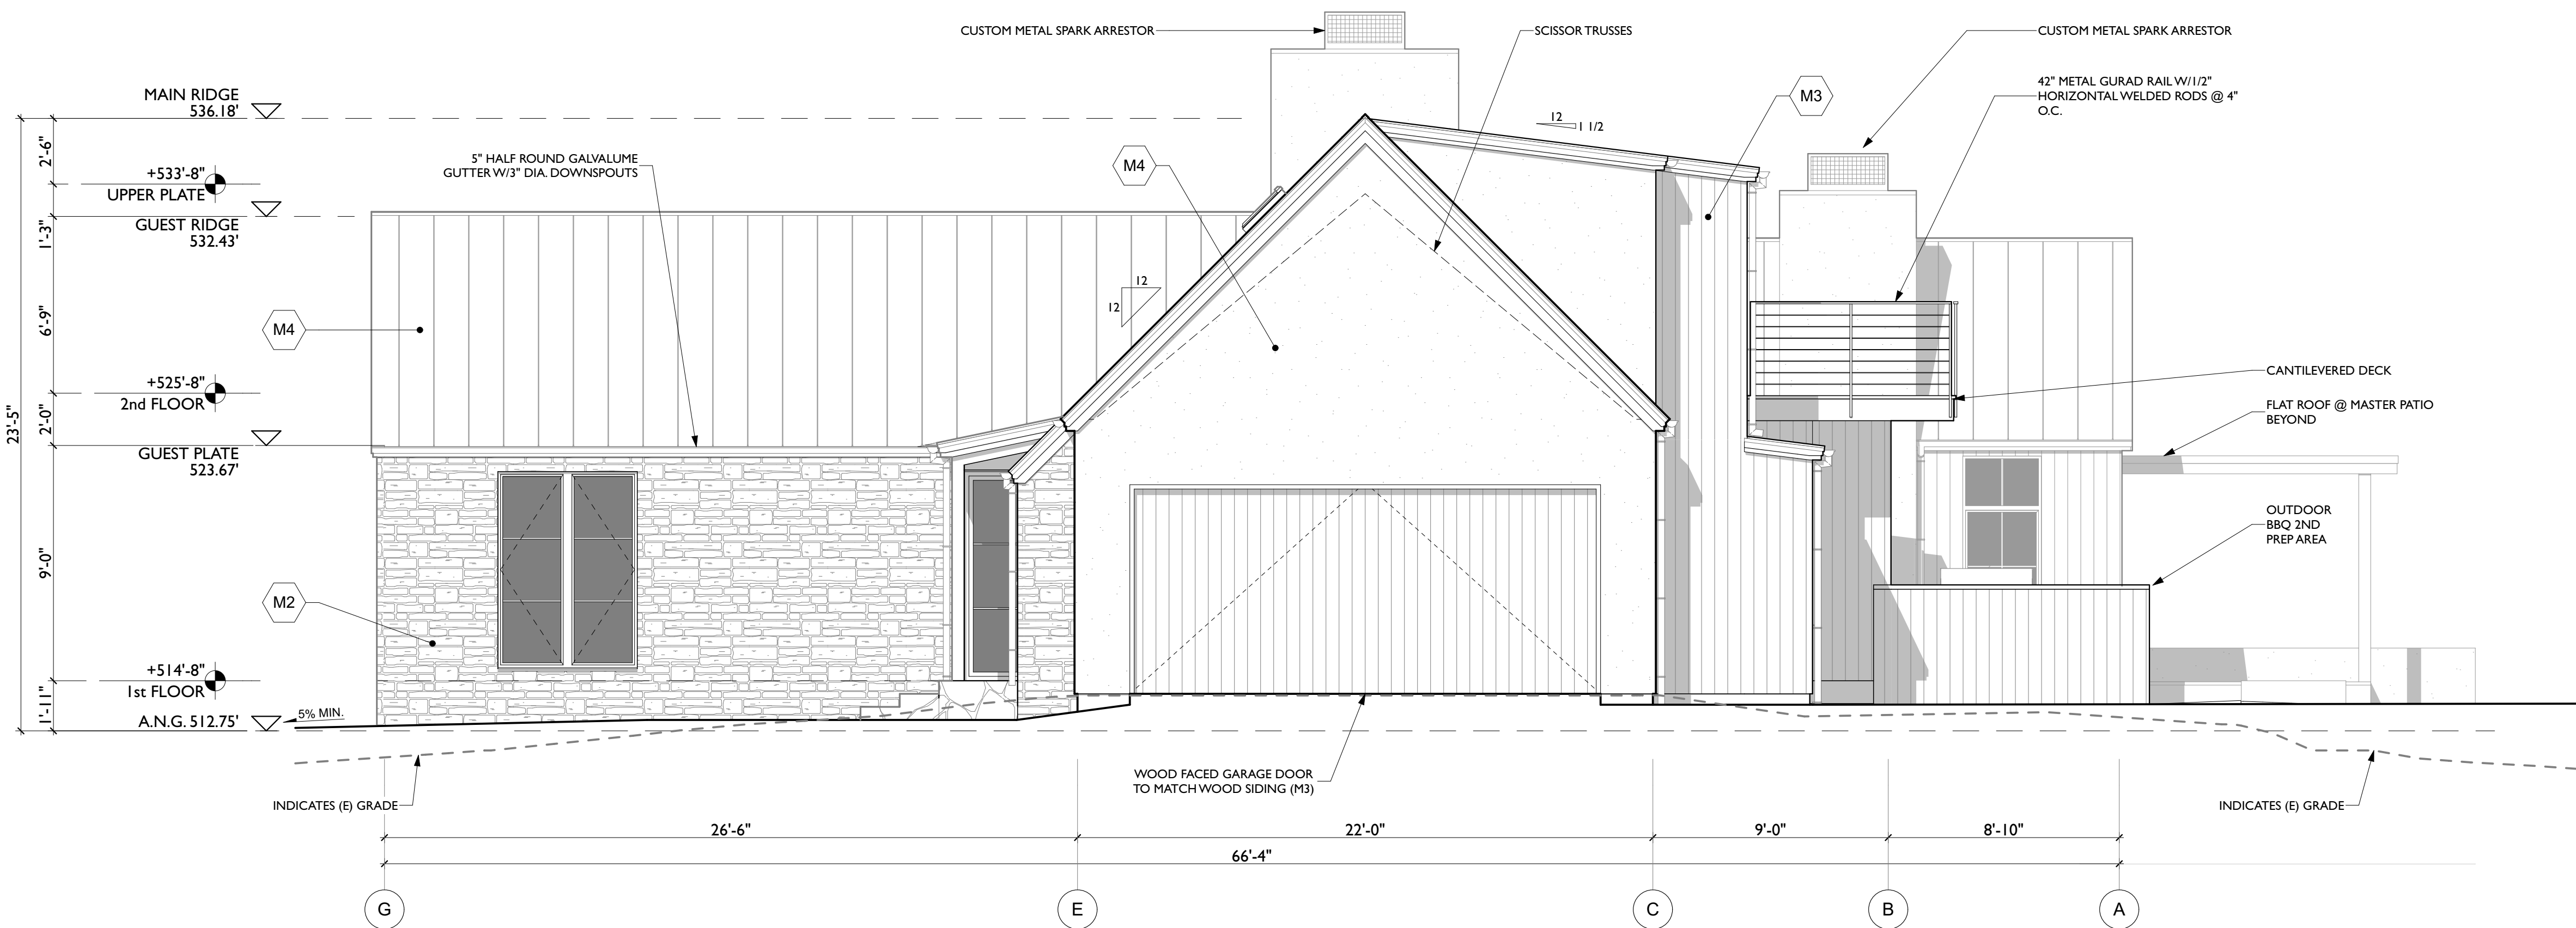 CUSTOM METAL SPARK ARRESTOR
SCISSOR TRUSSES
CUSTOM METAL SPARK ARRESTOR
42" METAL GURAD RAIL W/1/2"
HORIZONTAL WELDED RODS @ 4"
O.C.
M3
MAIN RIDGE
536.18'
12
1 1/2
2'-6"
5" HALF ROUND GALVALUME
GUTTER W/3" DIA. DOWNSPOUTS
M4
+533'-8"
UPPER PLATE
GUEST RIDGE
532.43'
1'-3"
12
12
6'-9"
M4
+525'-8"
2nd FLOOR
CANTILEVERED DECK
FLAT ROOF @ MASTER PATIO
BEYOND
23'-5"
2'-0"
GUEST PLATE
523.67'
OUTDOOR
BBQ 2ND
PREP AREA
9'-0"
M2
+514'-8"
1st FLOOR
1'-11"
A.N.G. 512.75'
5% MIN.
WOOD FACED GARAGE DOOR
TO MATCH WOOD SIDING (M3)
INDICATES (E) GRADE
INDICATES (E) GRADE
26'-6"
22'-0"
9'-0"
8'-10"
66'-4"
G
E
C
B
A